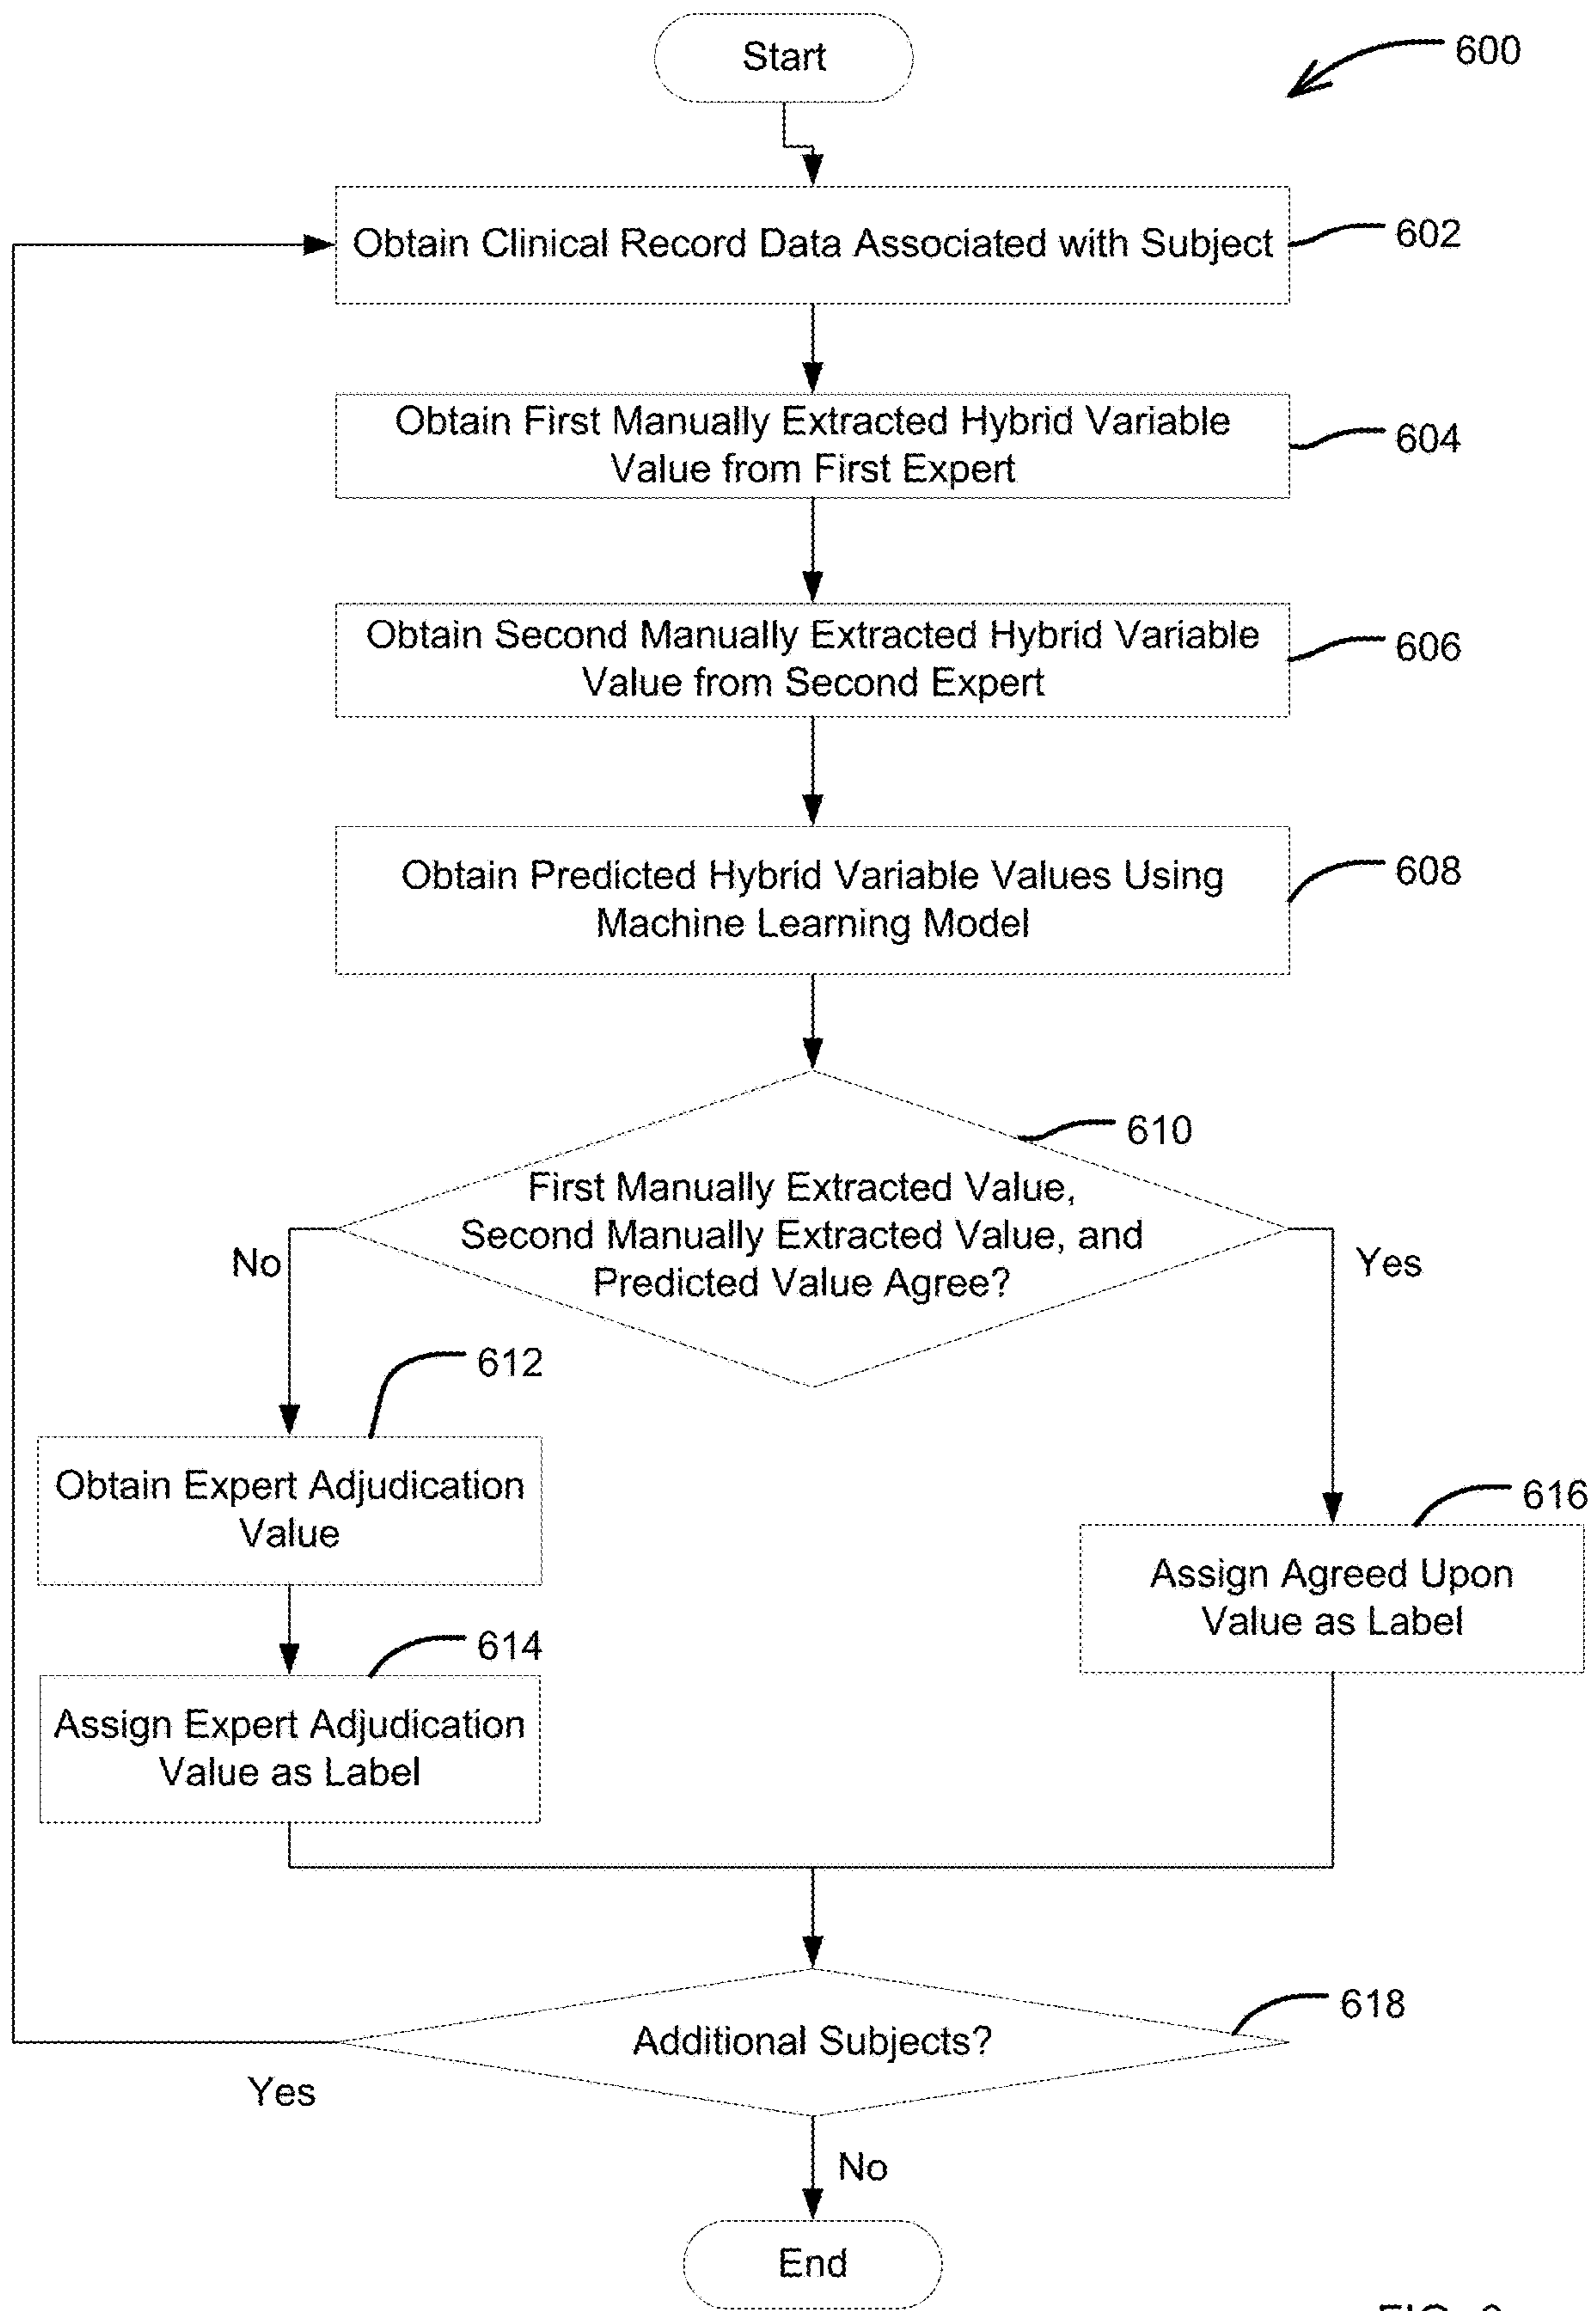 Start
600
Obtain Clinical Record Data Associated with Subject
602
Obtain First Manually Extracted Hybrid Variable
Value from First Expert
604
Obtain Second Manually Extracted Hybrid Variable
Value from Second Expert
606
Obtain Predicted Hybrid Variable Values Using
Machine Learning Model
608
610
First Manually Extracted Value,
Second Manually Extracted Value, and
Predicted Value Agree?
No
Yes
612
Obtain Expert Adjudication
Value
616
Assign Agreed Upon
Value as Label
614
Assign Expert Adjudication
Value as Label
618
Additional Subjects?
Yes
No
End